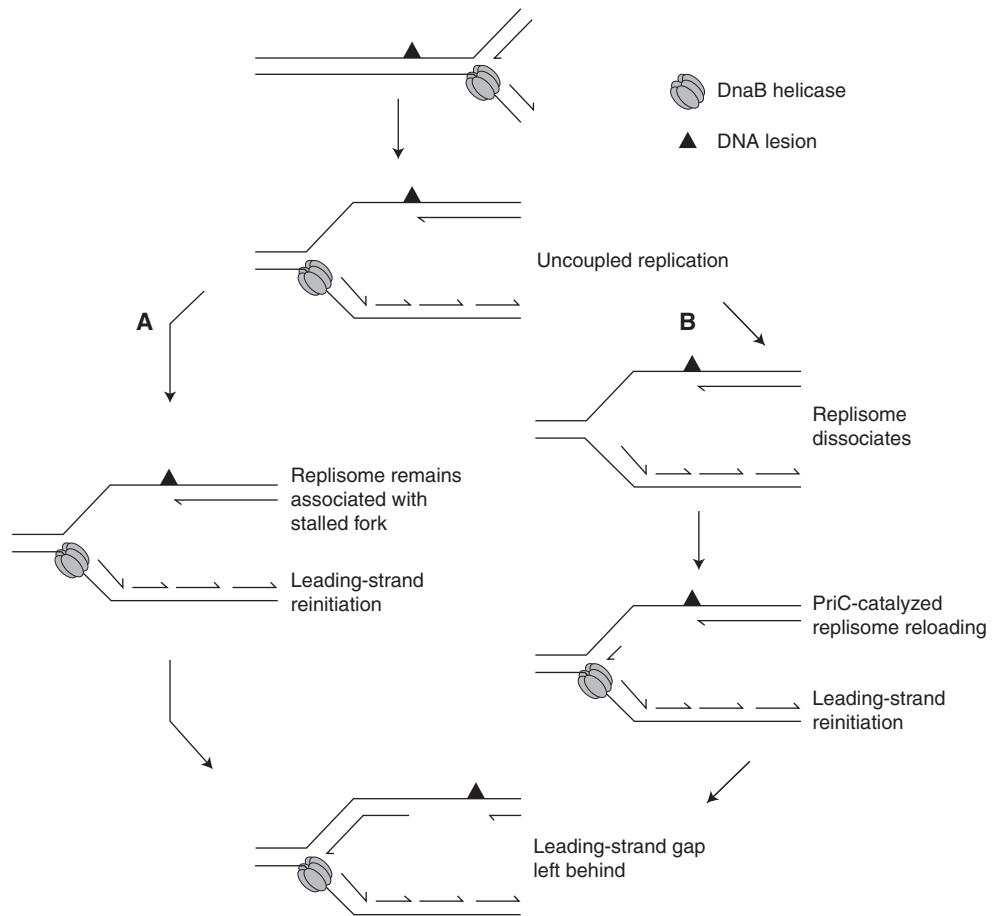 DnaB helicase
DNA lesion
Uncoupled replication
A
B
Replisome
dissociates
Replisome remains
associated with
stalled fork
Leading-strand
reinitiation
PriC-catalyzed
replisome reloading
Leading-strand
reinitiation
Leading-strand gap
left behind